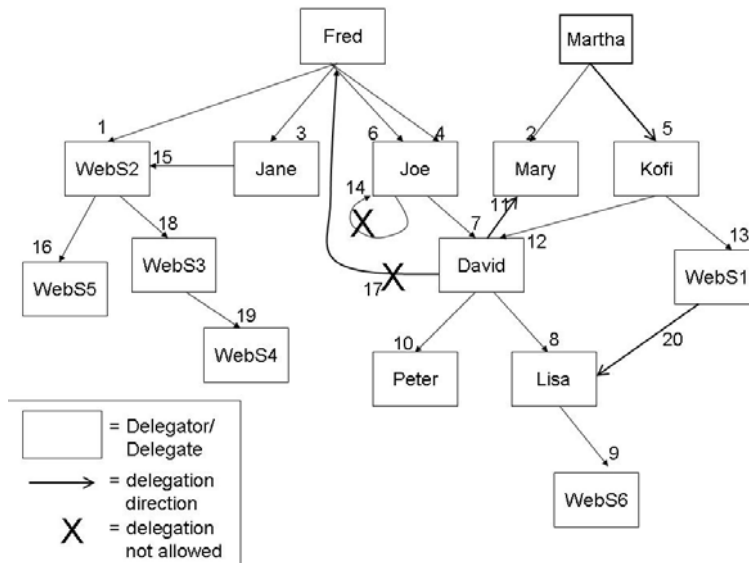 Fred
Martha
1
3
6
4
2
5
15
WebS2
Jane
Joe
Mary
Kofi
14
11
16
18
7
12
13
WebS5
WebS3
17
David
WebS1
19
10
8
20
WebS4
Peter
Lisa
9
WebS6
= Delegator/
Delegate
= delegation
direction
X = delegation
not allowed